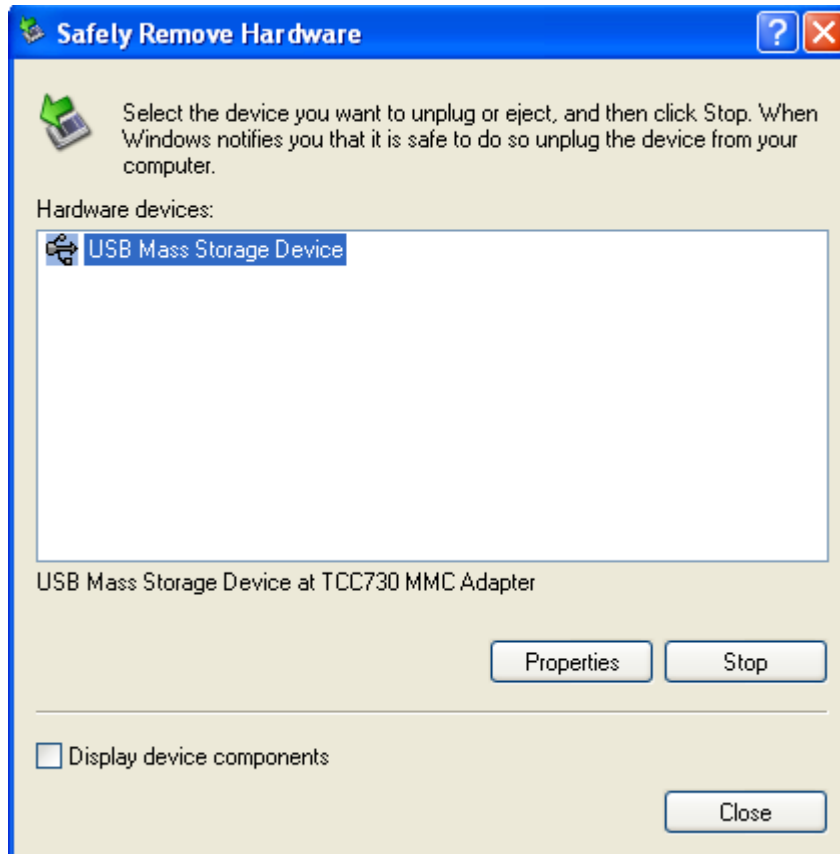 Safely Remove Hardware
Select the device you want to unplug or eject, and then click Stop. When
Windows notifies you that it is safe to do so unplug the device from your
computer.
Hardware devices:
USB Mass Storage Device
USB Mass Storage Device at TCC730 MMC Adapter
Properties
Stop
Display device components
Close